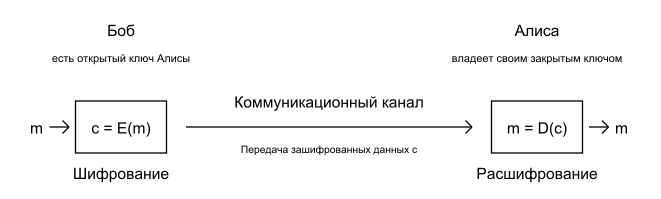 Боб
Алиса
есть открытый ключ Алисы
владеет своим закрытым ключом
Коммуникационный канал
m
c = E(m)
m = D(c)
m
Передача зашифрованных данных c
Шифрование
Расшифрование